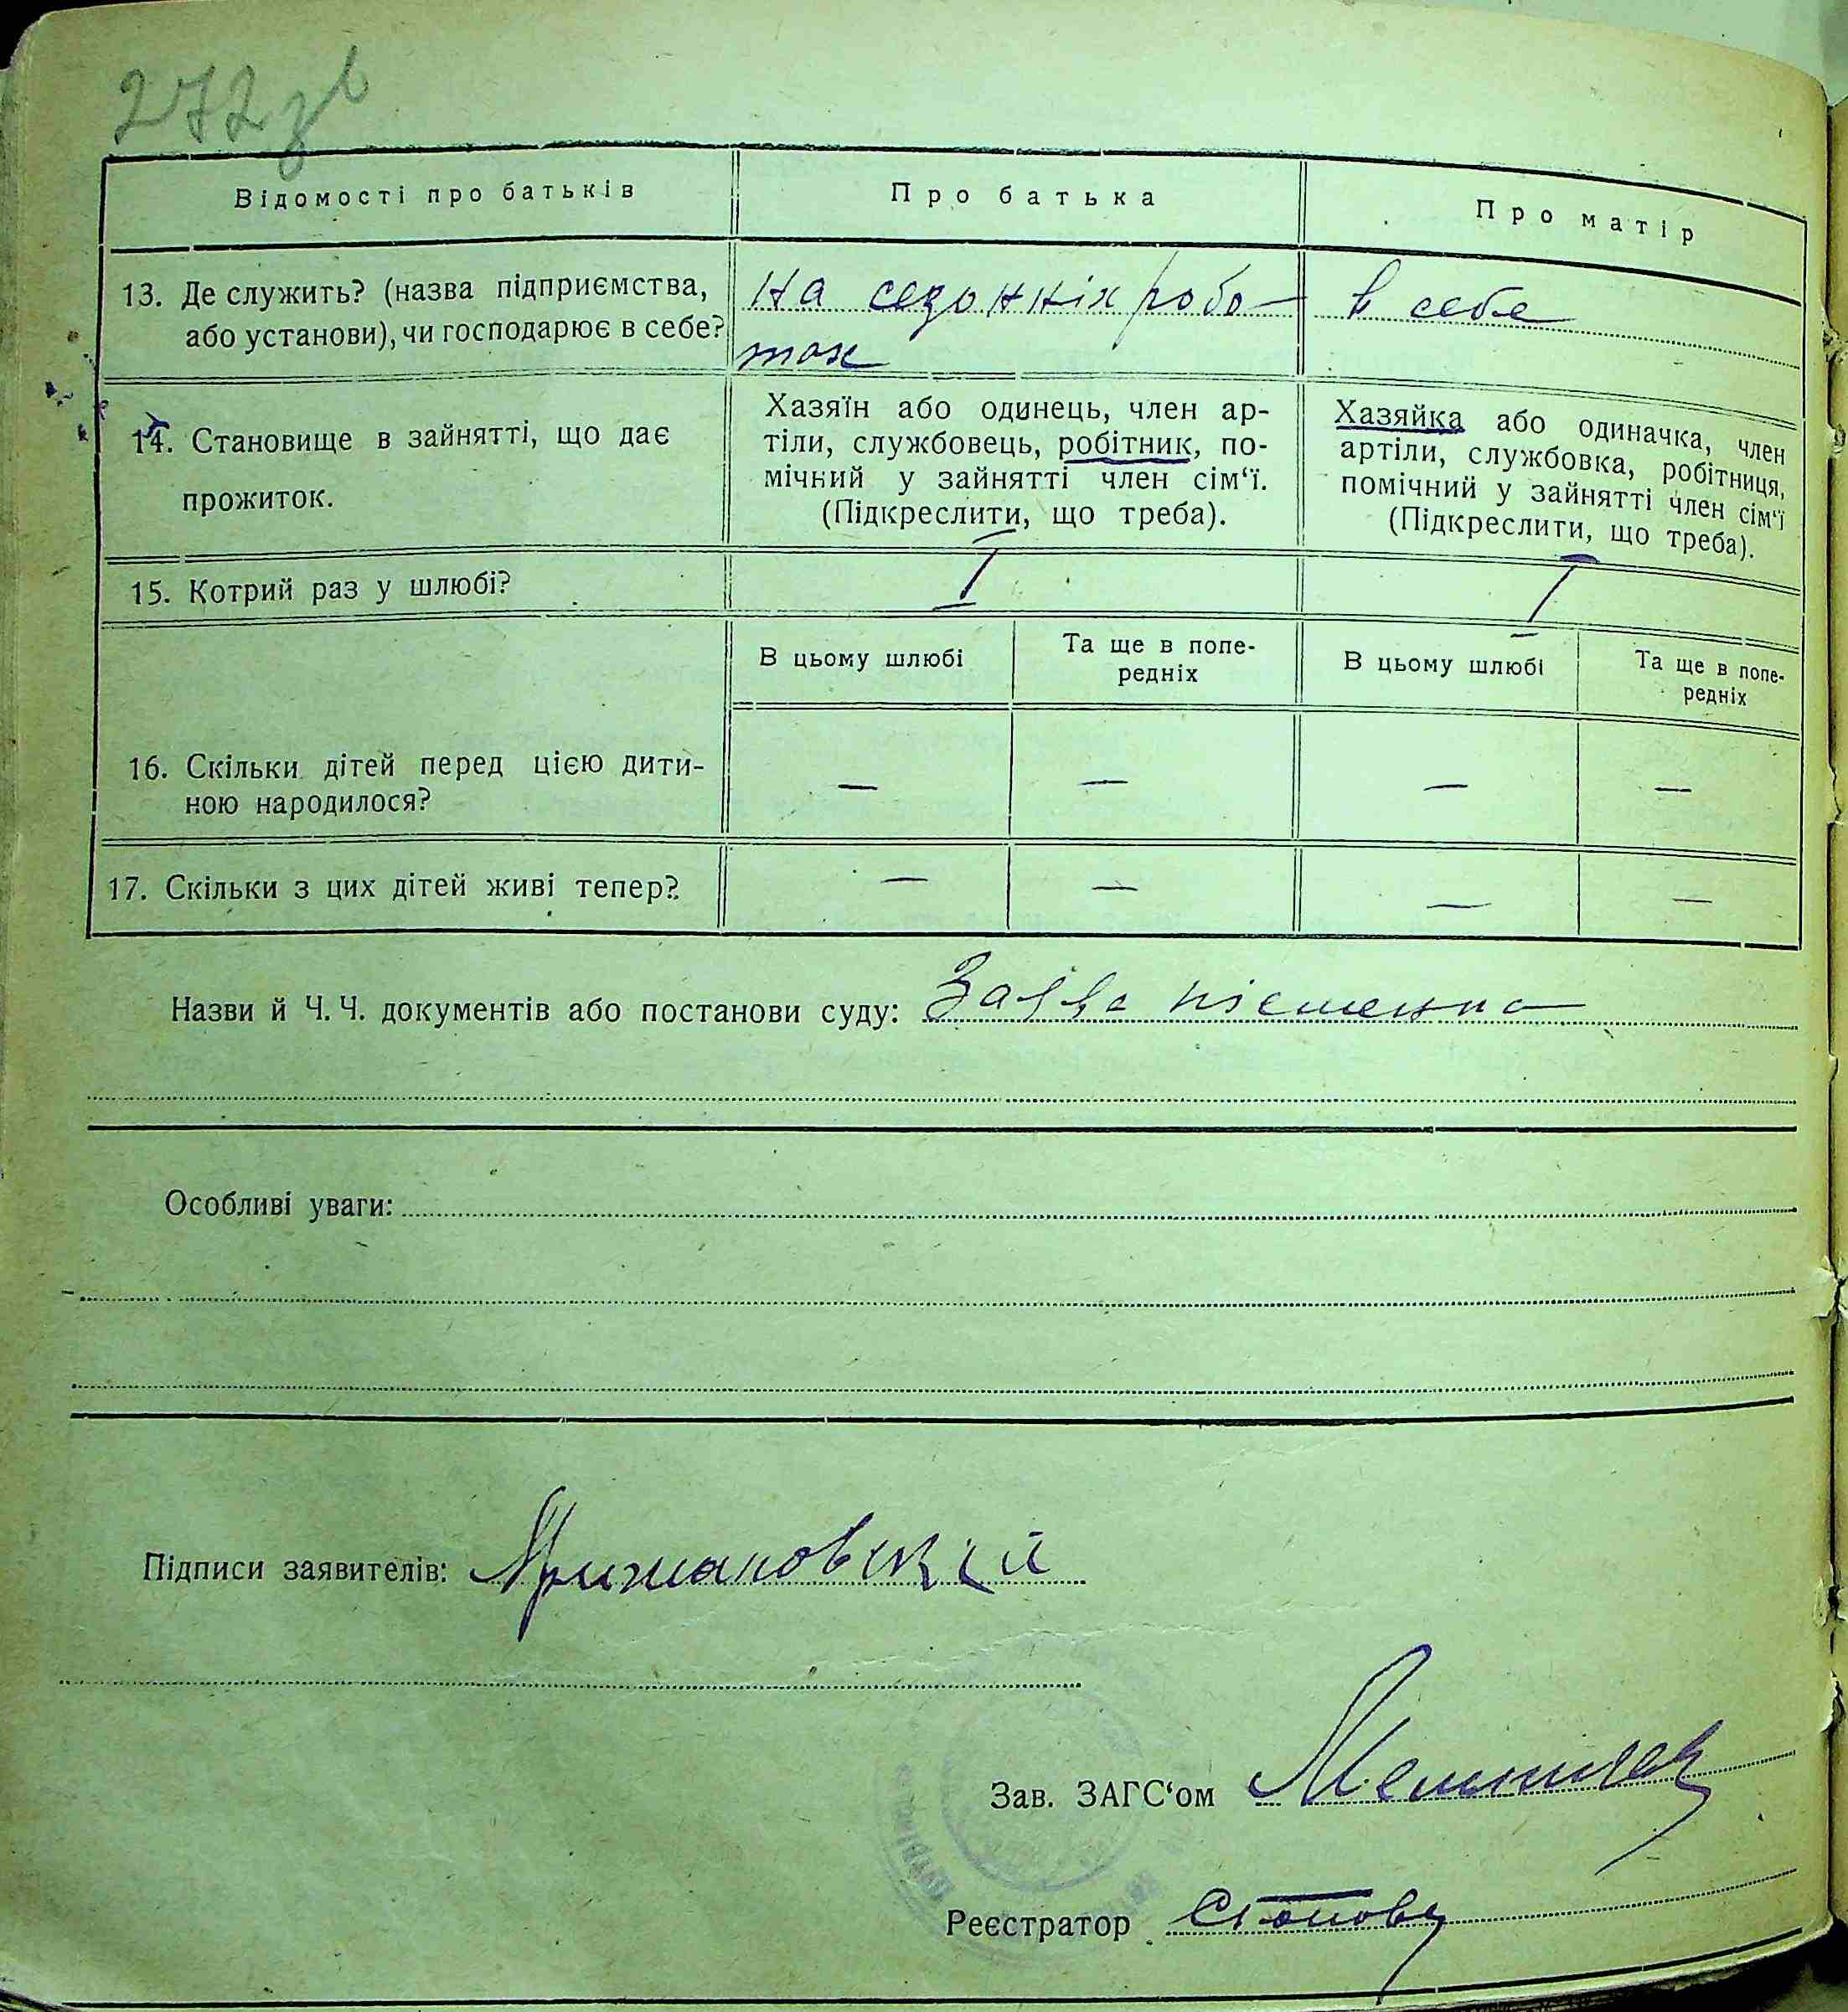 272зв
Відомості про батьків
Про батька
Про матір
13. Де служить? (назва підприємства,
або установи), чи господарює в себе?
На сезонніх робо-
тах
в себе
14. Становище в зайнятті, що дає
прожиток.
Хазяїн або одинець, член ар-
тіли, службовець, робітник, по-
мічний у зайнятті член сім‘ї.
(Підкреслити, що треба).
Хазяйка або одиначка, член
артіли, службовка, робітниця,
помічний у зайнятті член сім‘ї
(Підкреслити, що треба).
15. Котрий раз у шлюбі?
I
I
В цьому шлюбі
Та ще в попе-
редніх
В цьому шлюбі
Та ще в попе-
редніх
16. Скільки дітей перед цією дити-
ною народилося?
— — — —
17. Скільки з цих дітей живі тепер?
— — — —
Назви й Ч. Ч. документів або постанови суду: Заява пісменна
Особливі уваги:
Підписи заявителів:
Зав. ЗАГС‘ом
Реєстратор